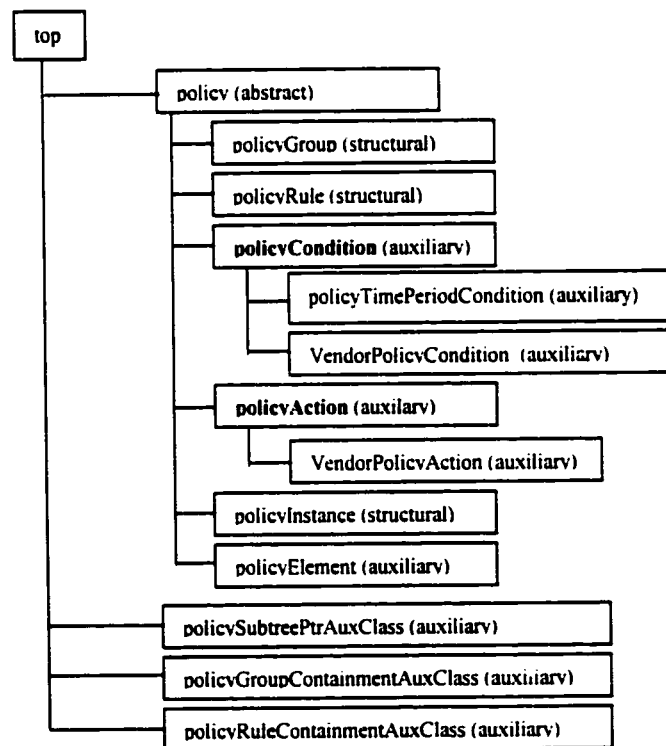 top
policy (abstract)
policyGroup (structural)
policyRule (structural)
policyCondition (auxiliary)
policyTimePeriodCondition (auxiliary)
VendorPolicyCondition (auxiliary)
policyAction (auxilary)
VendorPolicyAction (auxiliary)
policyInstance (structural)
policyElement (auxiliary)
policySubtreePtrAuxClass (auxiliary)
policyGroupContainmentAuxClass (auxiliary)
policyRuleContainmentAuxClass (auxiliary)